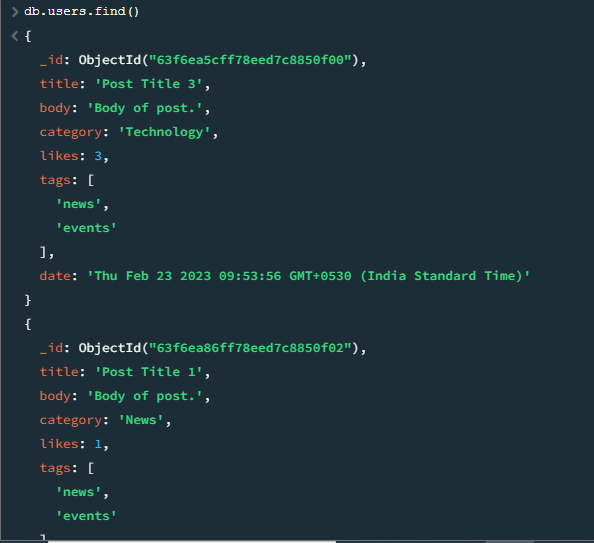 > db.users.find()
< {
_id: ObjectId("63f6ea5cff78eed7c8850f00"),
title: 'Post Title 3',
body: 'Body of post.',
category: 'Technology',
likes: 3,
tags: [
'news',
'events'
],
date: 'Thu Feb 23 2023 09:53:56 GMT+0530 (India Standard Time)'
}
{
_id: ObjectId("63f6ea86ff78eed7c8850f02"),
title: 'Post Title 1',
body: 'Body of post.',
category: 'News',
likes: 1,
tags: [
'news',
'events'
]